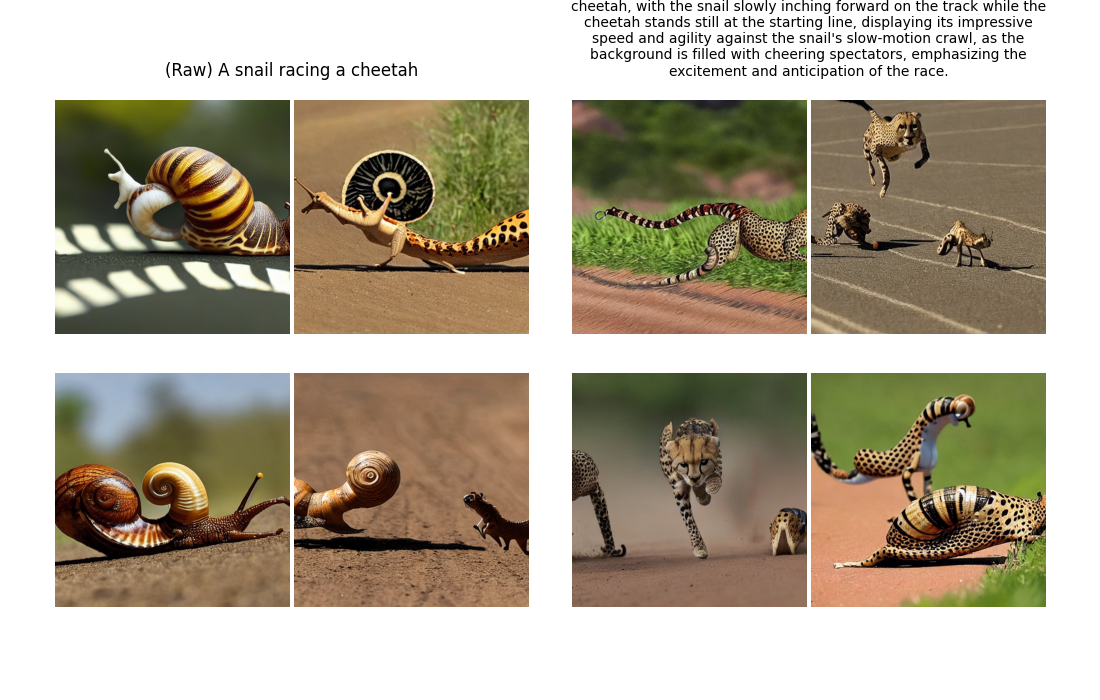 (Raw) A snail racing a cheetah
cheetah, with the snail slowly inching forward on the track while the
cheetah stands still at the starting line, displaying its impressive
speed and agility against the snail's slow-motion crawl, as the
background is filled with cheering spectators, emphasizing the
excitement and anticipation of the race.